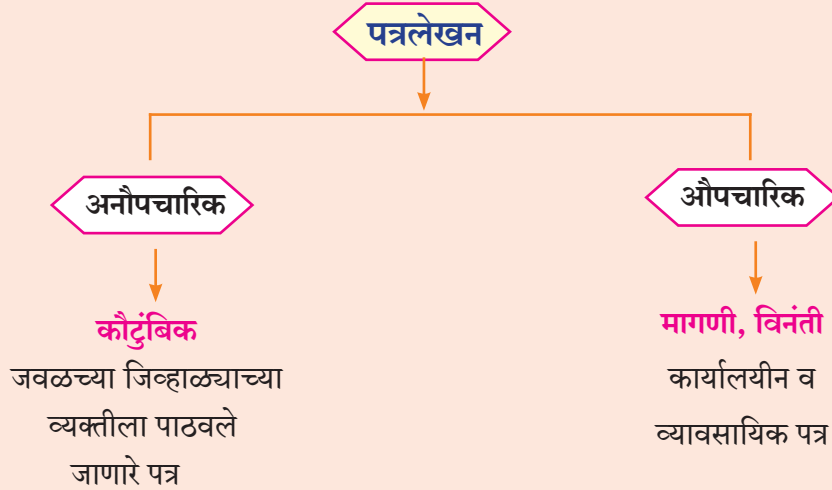 पत्रलेखन
अनौपचारिक
कौटुंबिक
जवळच्या जिव्हाळ्याच्या
व्यक्तीला पाठवले
जाणारे पत्र
औपचारिक
मागणी, विनंती
कार्यालयीन व
व्यावसायिक पत्र